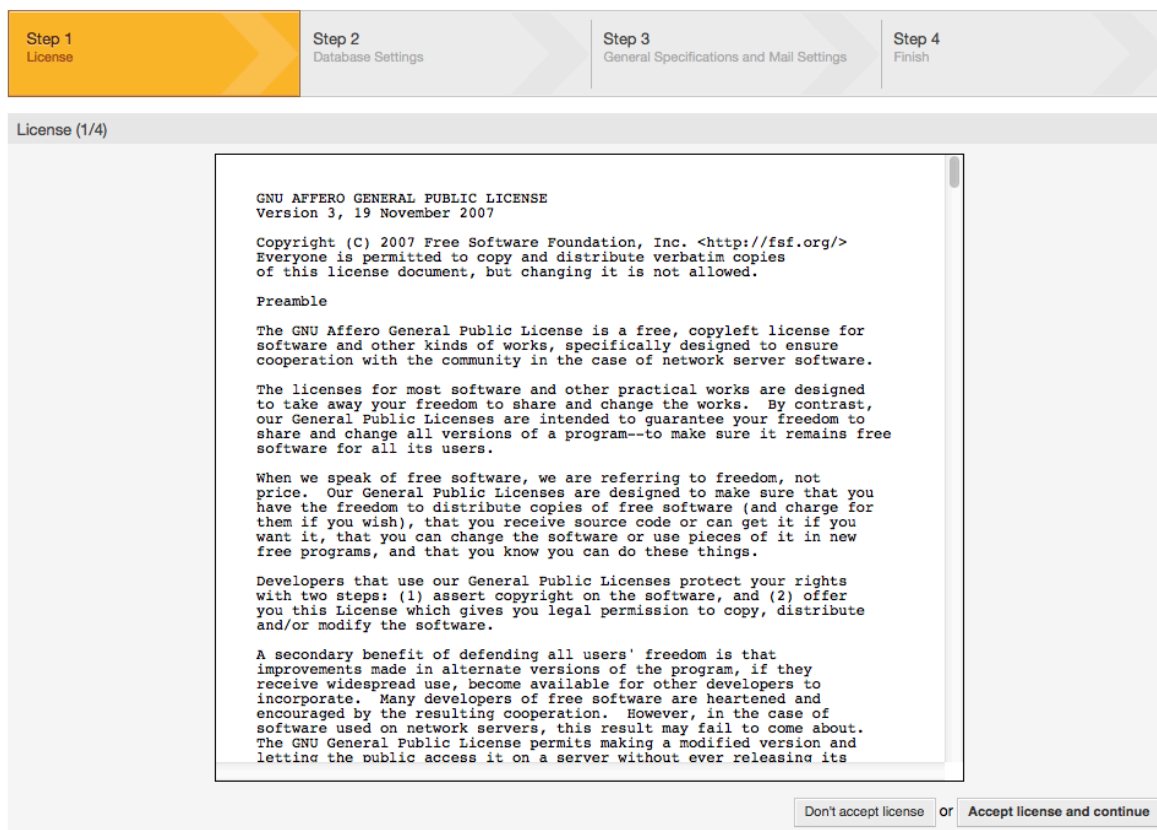 Step 1
License
Step 2
Database Settings
Step 3
General Specifications and Mail Settings
Step 4
Finish
License (1/4)
GNU AFFERO GENERAL PUBLIC LICENSE
Version 3, 19 November 2007
Copyright (C) 2007 Free Software Foundation, Inc. <http://fsf.org/>
Everyone is permitted to copy and distribute verbatim copies
of this license document, but changing it is not allowed.
Preamble
The GNU Affero General Public License is a free, copyleft license for
software and other kinds of works, specifically designed to ensure
cooperation with the community in the case of network server software.
The licenses for most software and other practical works are designed
to take away your freedom to share and change the works.  By contrast,
our General Public Licenses are intended to guarantee your freedom to
share and change all versions of a program--to make sure it remains free
software for all its users.
When we speak of free software, we are referring to freedom, not
price.  Our General Public Licenses are designed to make sure that you
have the freedom to distribute copies of free software (and charge for
them if you wish), that you receive source code or can get it if you
want it, that you can change the software or use pieces of it in new
free programs, and that you know you can do these things.
Developers that use our General Public Licenses protect your rights
with two steps: (1) assert copyright on the software, and (2) offer
you this License which gives you legal permission to copy, distribute
and/or modify the software.
A secondary benefit of defending all users' freedom is that
improvements made in alternate versions of the program, if they
receive widespread use, become available for other developers to
incorporate.  Many developers of free software are heartened and
encouraged by the resulting cooperation.  However, in the case of
software used on network servers, this result may fail to come about.
The GNU General Public License permits making a modified version and
letting the public access it on a server without ever releasing its
Don't accept license or Accept license and continue